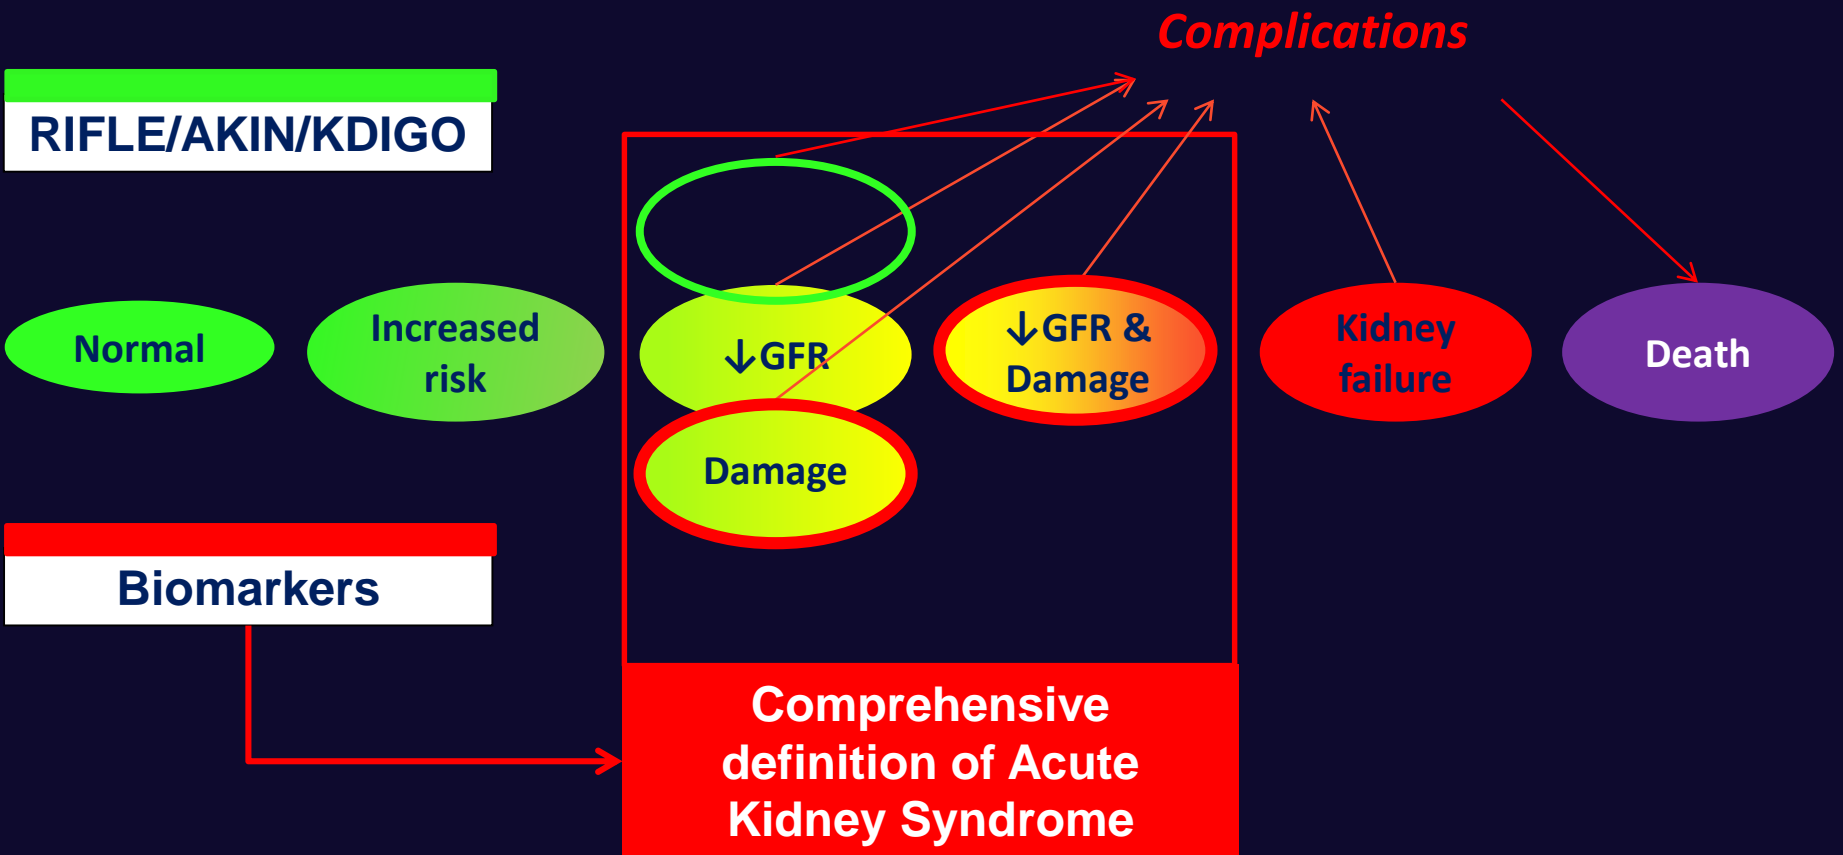 Complications
RIFLE/AKIN/KDIGO
Normal
Increased
risk
↓GFR
↓GFR &
Damage
Kidney
failure
Death
Damage
Biomarkers
Comprehensive
definition of Acute
Kidney Syndrome